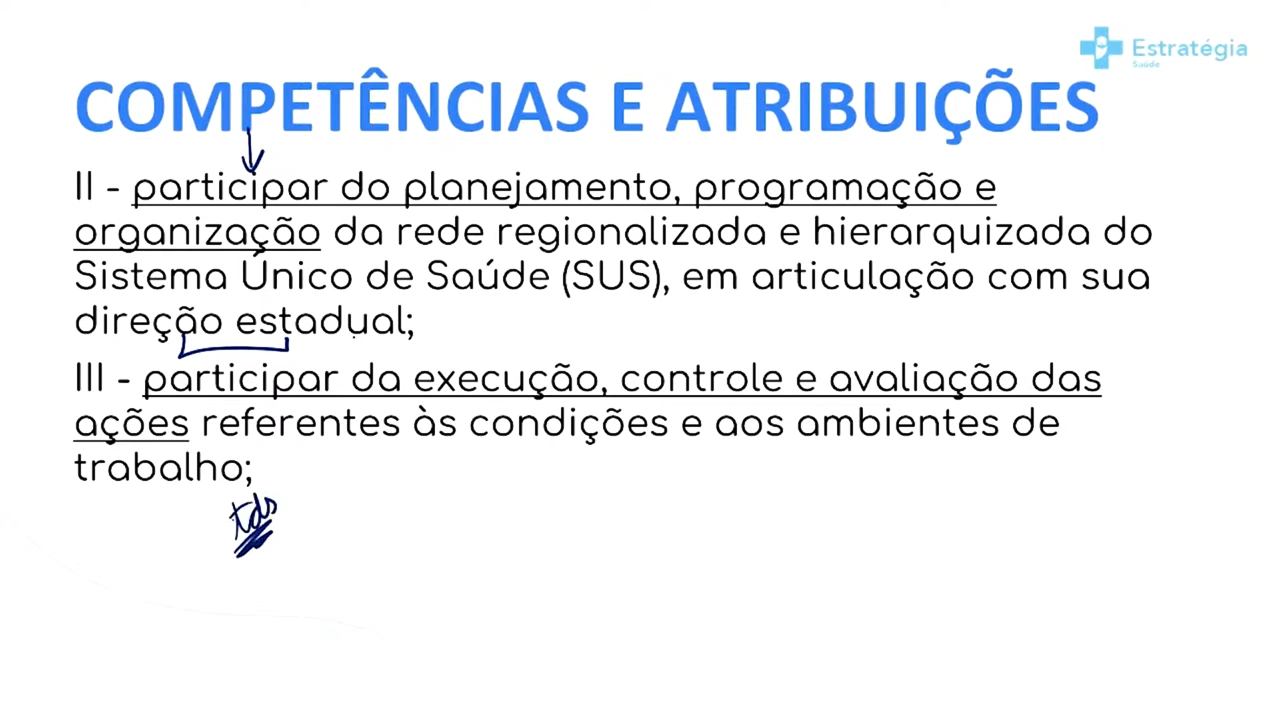 Estratégia
Saúde
COMPETÊNCIAS E ATRIBUIÇÕES
II - participar do planejamento, programação e
organização da rede regionalizada e hierarquizada do
Sistema Único de Saúde (SUS), em articulação com sua
direção estadual;
III - participar da execução, controle e avaliação das
ações referentes às condições e aos ambientes de
trabalho;
tds